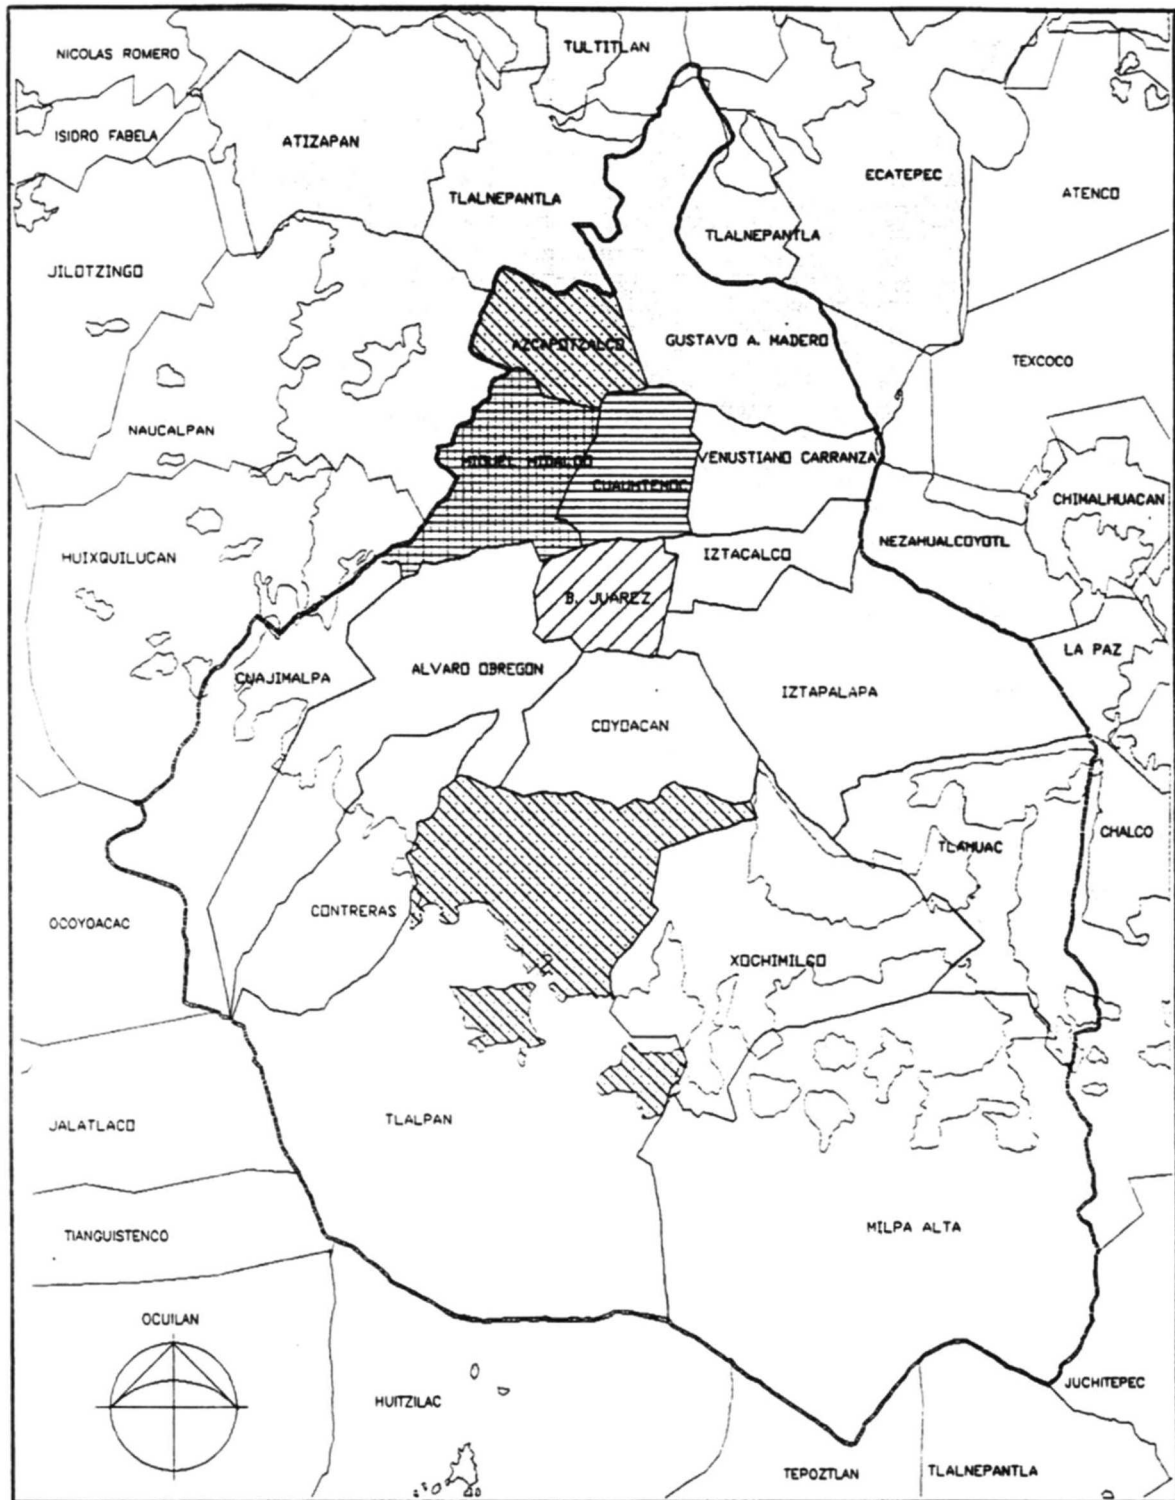 NICOLAS ROMERO
TULTITLAN
ISIDRO FABELA
ATIZAPAN
ECATEPEC
ATENCO
TLALNEPANTLA
TLALNEPANTLA
JILOTZINGO
AZCAPOTZALCO
GUSTAVO A. MADERO
TEXCOCO
NAUCALPAN
MIGUEL HIDALGO
VENUSTIANO CARRANZA
CUAUHTEMOC
CHIMALHUACAN
HUIXQUILUCAN
IZTACALCO
NEZAHUALCOYOTL
B. JUAREZ
LA PAZ
CUAJIMALPA
ALVARO OBREGON
IZTAPALAPA
COYOACAN
CHALCO
TLAHUAC
OCOYOACAC
CONTRERAS
XOCHIMILCO
JALATLACO
TLALPAN
TIANGUISTENCO
MILPA ALTA
OCUILAN
HUITZILAC
JUCHITEPEC
TEPOZTLAN
TLALNEPANTLA